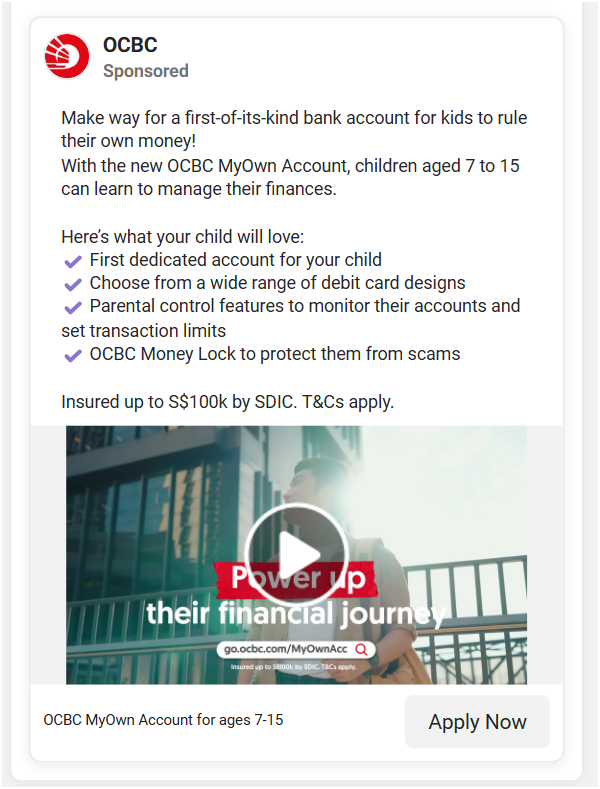 OCBC
Sponsored
Make way for a first-of-its-kind bank account for kids to rule
their own money!
With the new OCBC MyOwn Account, children aged 7 to 15
can learn to manage their finances.
Here's what your child will love:
✔ First dedicated account for your child
✔ Choose from a wide range of debit card designs
✔ Parental control features to monitor their accounts and
set transaction limits
✔ OCBC Money Lock to protect them from scams
Insured up to S$100k by SDIC. T&Cs apply.
Power up
their financial journey
go.ocbc.com/MyOwnAcc
Insured up to S$100k by SDIC. T&Cs apply.
OCBC MyOwn Account for ages 7-15
Apply Now